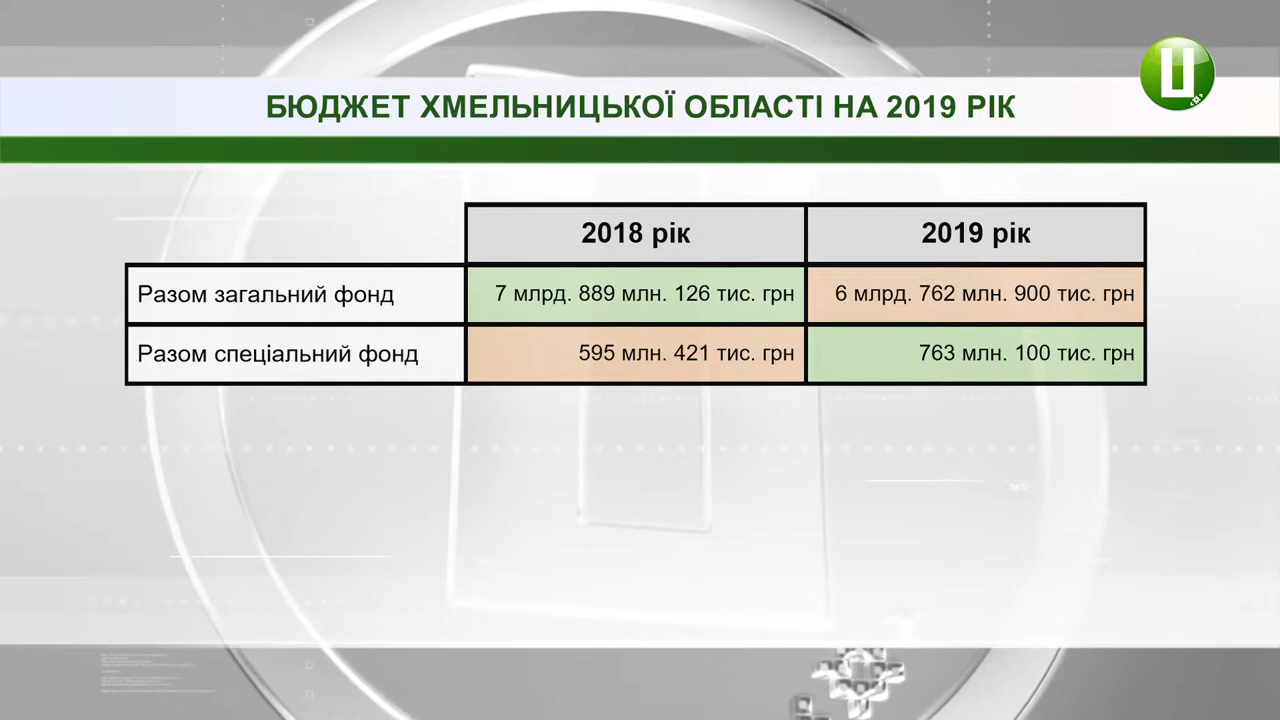 Ц
БЮДЖЕТ ХМЕЛЬНИЦЬКОЇ ОБЛАСТІ НА 2019 РІК
2018 рік 2019 рік
Разом загальний фонд 7 млрд. 889 млн. 126 тис. грн 6 млрд. 762 млн. 900 тис. грн
Разом спеціальний фонд 595 млн. 421 тис. грн 763 млн. 100 тис. грн